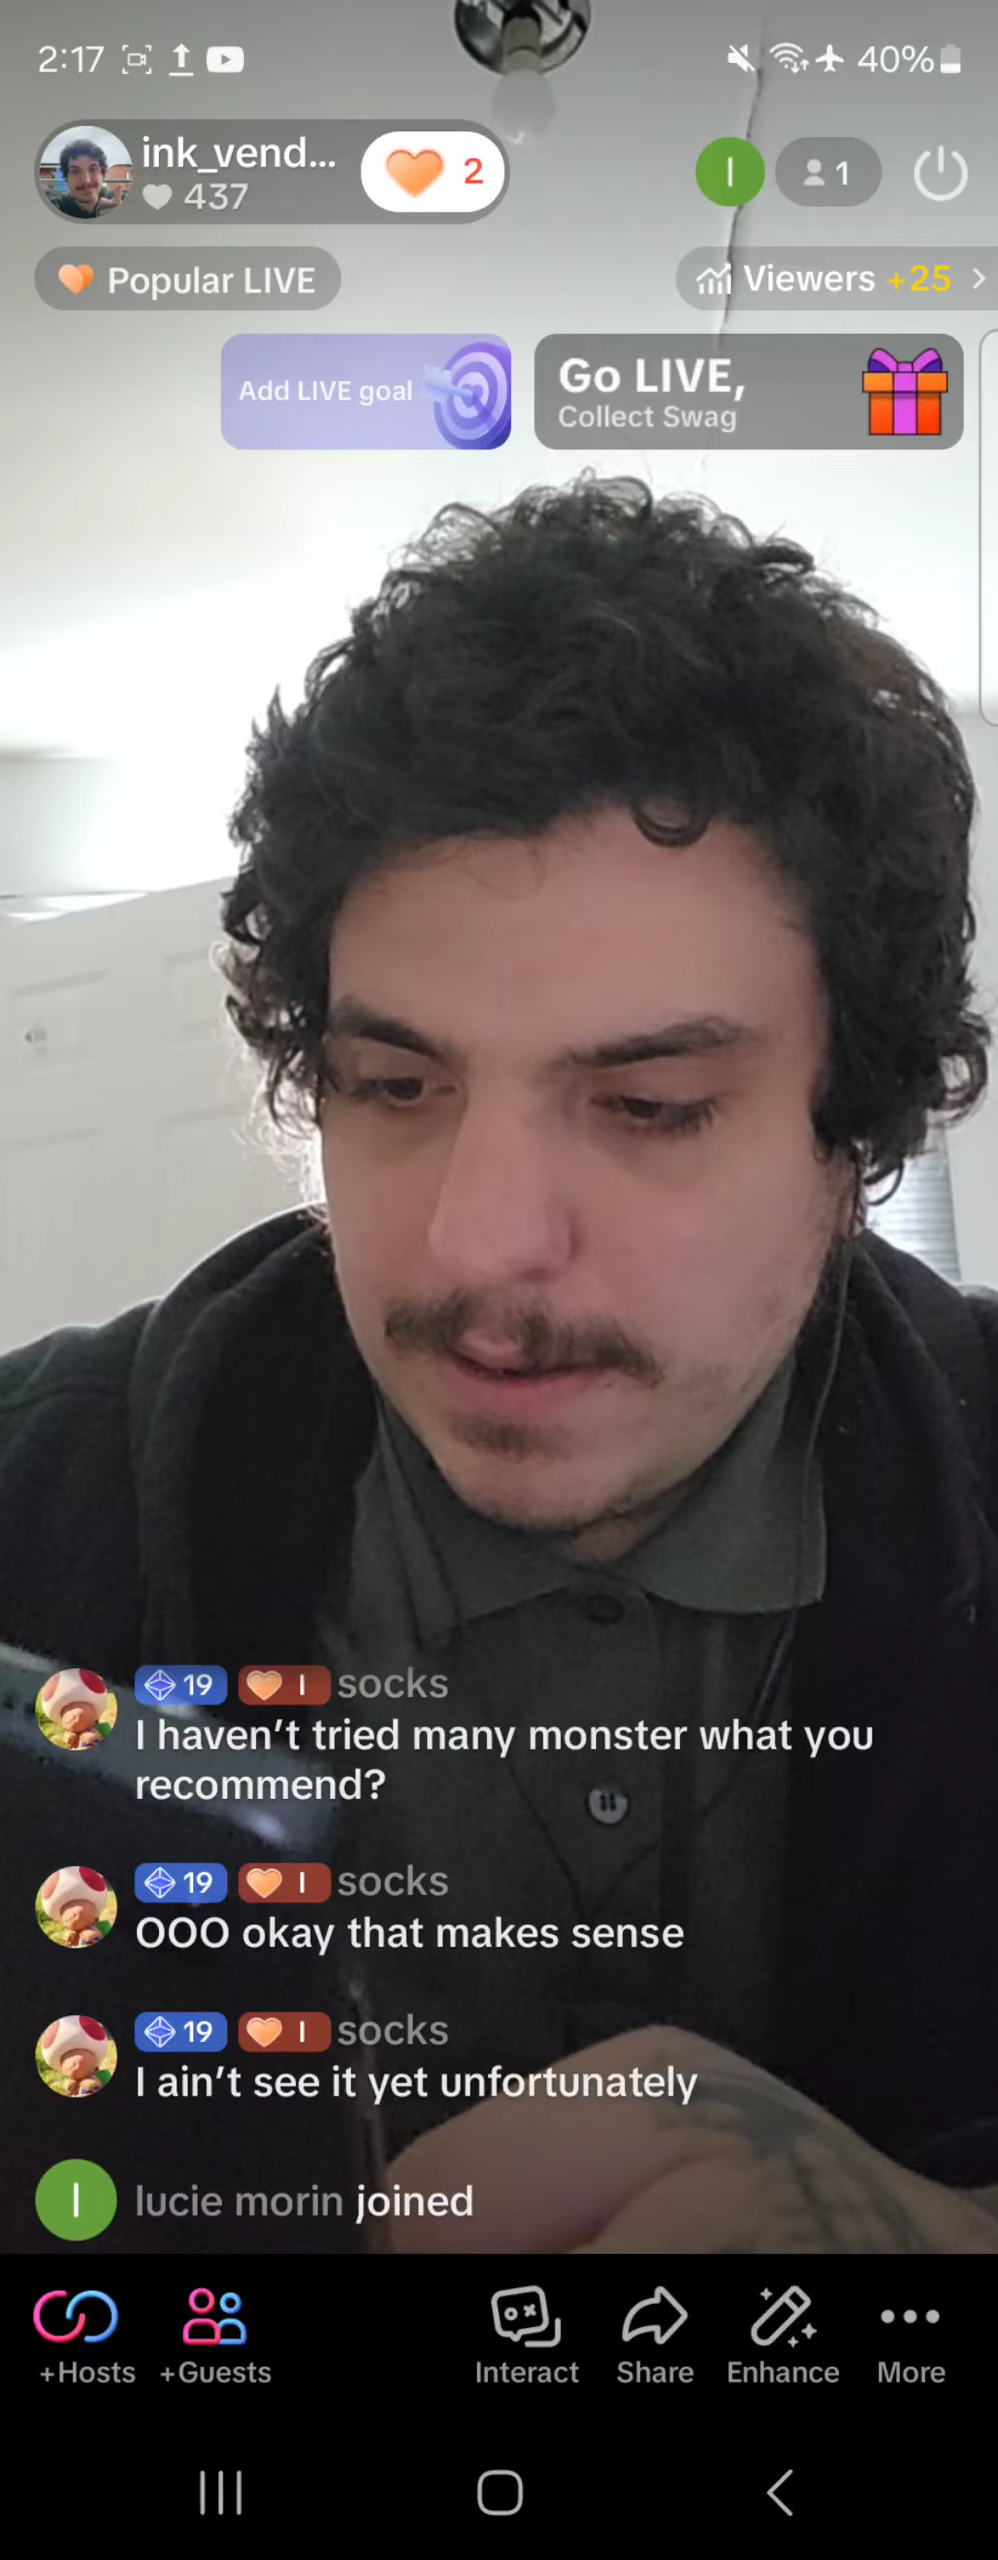 2:17
40%
ink_vend...
437
2
1
Popular LIVE
Viewers +25 >
Add LIVE goal
Go LIVE,
Collect Swag
19 I socks
I haven't tried many monster what you
recommend?
19 I socks
OOO okay that makes sense
19 I socks
I ain't see it yet unfortunately
l
lucie morin joined
+Hosts
+Guests
Interact
Share
Enhance
More